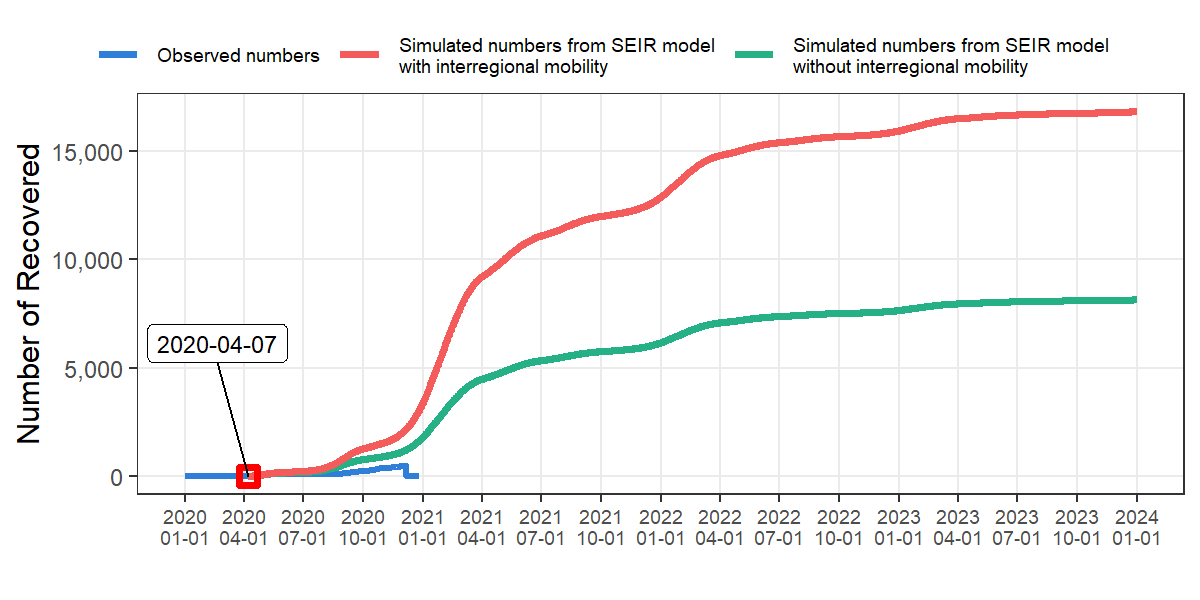 Observed numbers
Simulated numbers from SEIR model
with interregional mobility
Simulated numbers from SEIR model
without interregional mobility
Number of Recovered
15,000
10,000
5,000
0
2020-04-07
2020 2020 2020 2020 2021 2021 2021 2021 2022 2022 2022 2022 2023 2023 2023 2023 2024
01-01 04-01 07-01 10-01 01-01 04-01 07-01 10-01 01-01 04-01 07-01 10-01 01-01 04-01 07-01 10-01 01-01